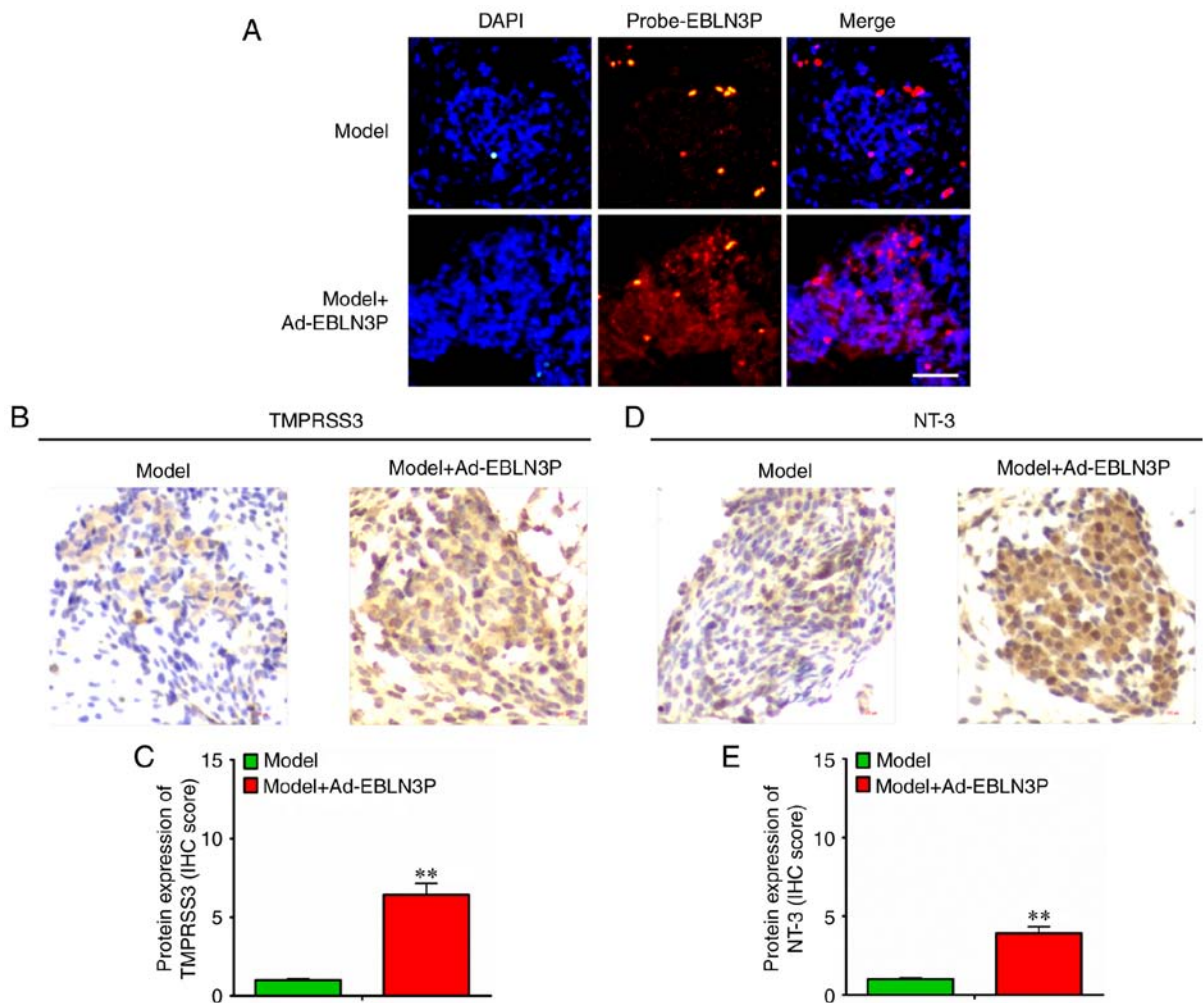 A
DAPI
Probe-EBLN3P
Merge
Model
Model+
Ad-EBLN3P
B
TMPRSS3
Model
Model+Ad-EBLN3P
D
NT-3
Model
Model+Ad-EBLN3P
C
Model
Model+Ad-EBLN3P
Protein expression of
TMPRSS3 (IHC score)
15
10
5
0
**
E
Model
Model+Ad-EBLN3P
Protein expression of
NT-3 (IHC score)
15
10
5
0
**